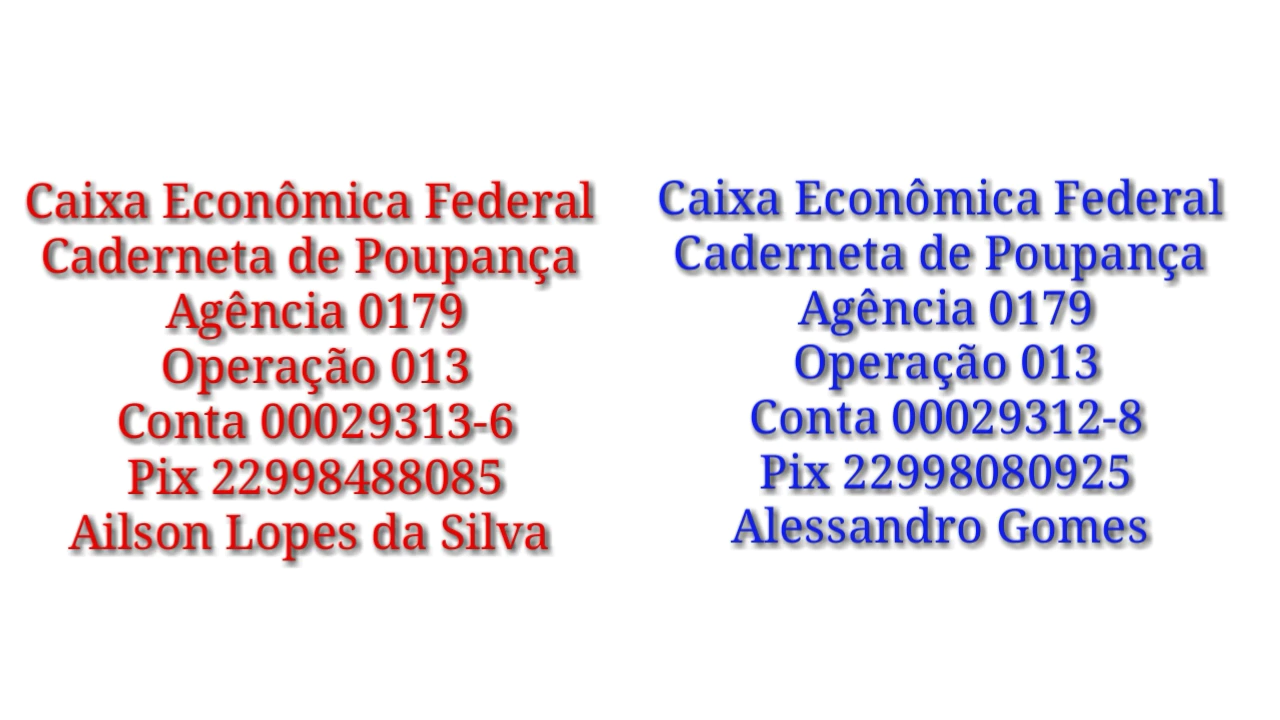 Caixa Econômica Federal
Caderneta de Poupança
Agência 0179
Operação 013
Conta 00029313-6
Pix 22998488085
Ailson Lopes da Silva
Caixa Econômica Federal
Caderneta de Poupança
Agência 0179
Operação 013
Conta 00029312-8
Pix 22998080925
Alessandro Gomes